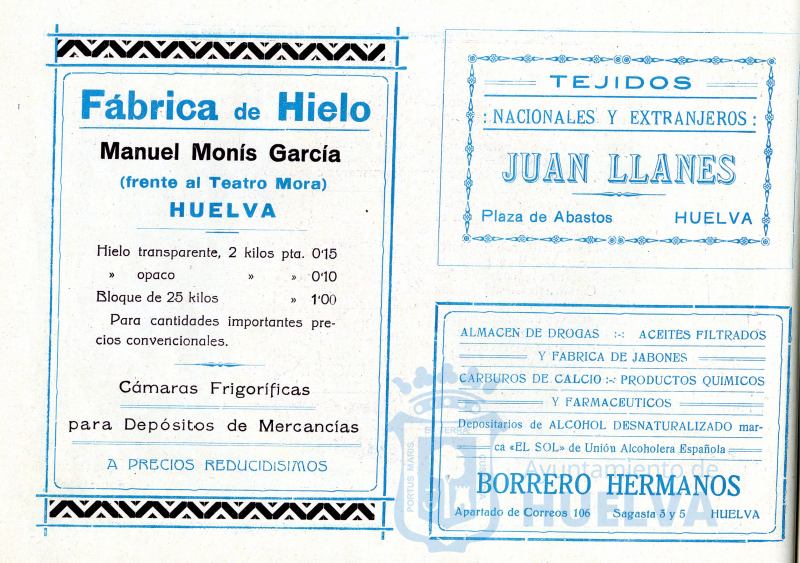 Fábrica de Hielo
Manuel Monís García
(frente al Teatro Mora)
HUELVA
Hielo transparente, 2 kilos pta. 0'15
» opaco » » 0'10
Bloque de 25 kilos » 1'00
Para cantidades importantes pre-
cios convencionales.
Cámaras Frigoríficas
para Depósitos de Mercancías
A PRECIOS REDUCIDISIMOS
TEJIDOS
: NACIONALES Y EXTRANJEROS :
JUAN LLANES
Plaza de Abastos HUELVA
ALMACEN DE DROGAS :-: ACEITES FILTRADOS
Y FABRICA DE JABONES
CARBUROS DE CALCIO :-: PRODUCTOS QUIMICOS
Y FARMACEUTICOS
Depositarios de ALCOHOL DESNATURALIZADO mar-
ca «EL SOL» de Unión Alcoholera Española
BORRERO HERMANOS
Apartado de Correos 106 Sagasta 3 y 5 HUELVA
PORTUS MARIS
Ayuntamiento de
HUELVA